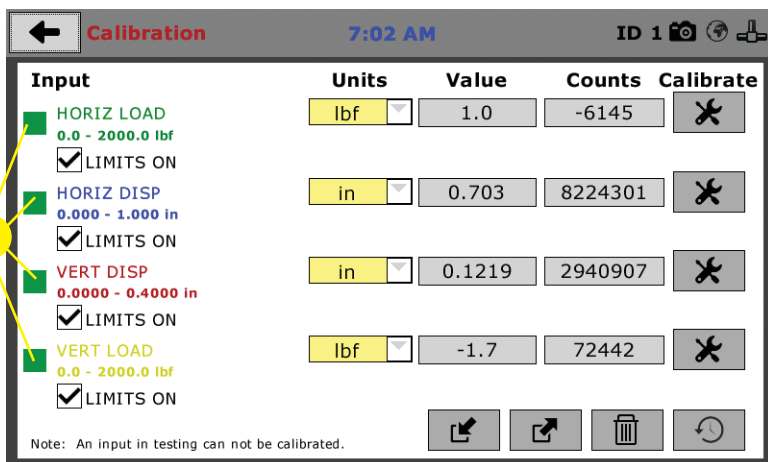 Calibration 7:02 AM ID 1
Input Units Value Counts Calibrate
HORIZ LOAD lbf 1.0 -6145
0.0 - 2000.0 lbf
LIMITS ON
HORIZ DISP in 0.703 8224301
0.000 - 1.000 in
LIMITS ON
VERT DISP in 0.1219 2940907
0.0000 - 0.4000 in
LIMITS ON
VERT LOAD lbf -1.7 72442
0.0 - 2000.0 lbf
LIMITS ON
Note: An input in testing can not be calibrated.